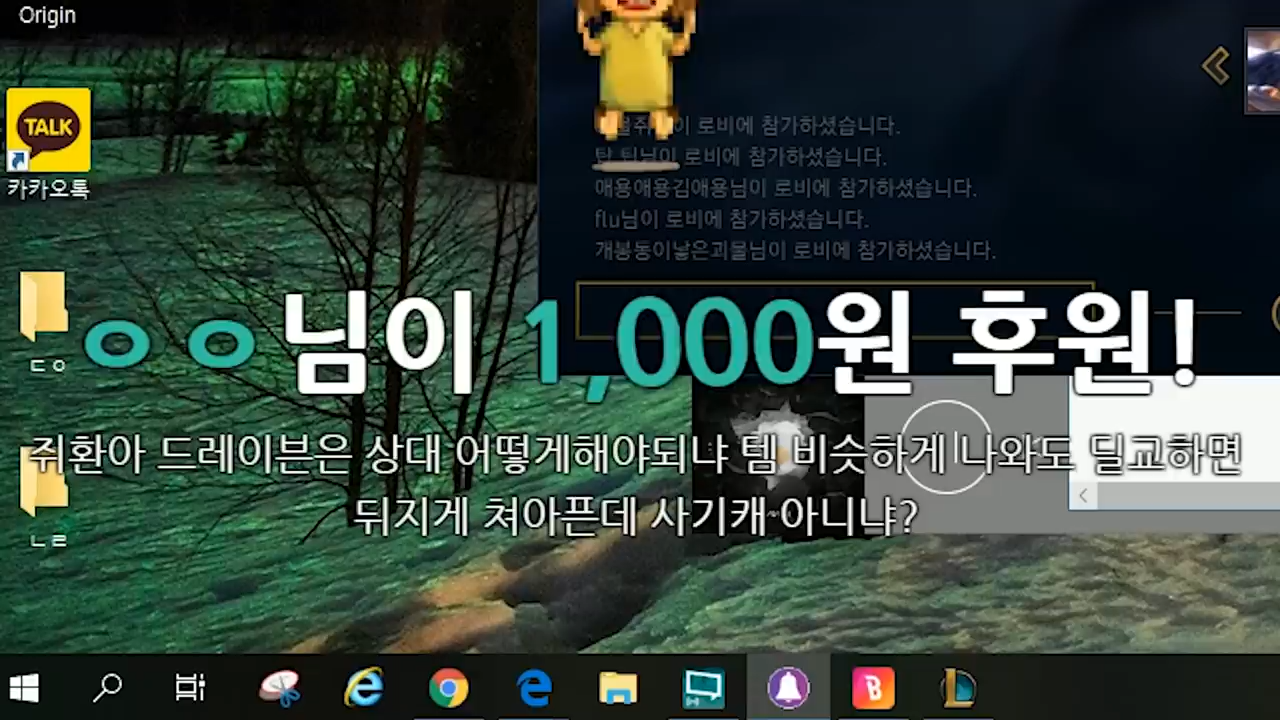 Origin
TALK
카카오톡
로비에 참가하셨습니다.
로비에 참가하셨습니다.
애용애용김애용님이 로비에 참가하셨습니다.
flu님이 로비에 참가하셨습니다.
개봉동이낳은괴물님이 로비에 참가하셨습니다.
ㄷㅇ
ㅇㅇ님이 1,000원 후원!
쥐환아 드레이븐은 상대 어떻게해야되냐 템 비슷하게 나와도 딜교하면
뒤지게 쳐아픈데 사기캐 아니냐?
ㄴㄹ